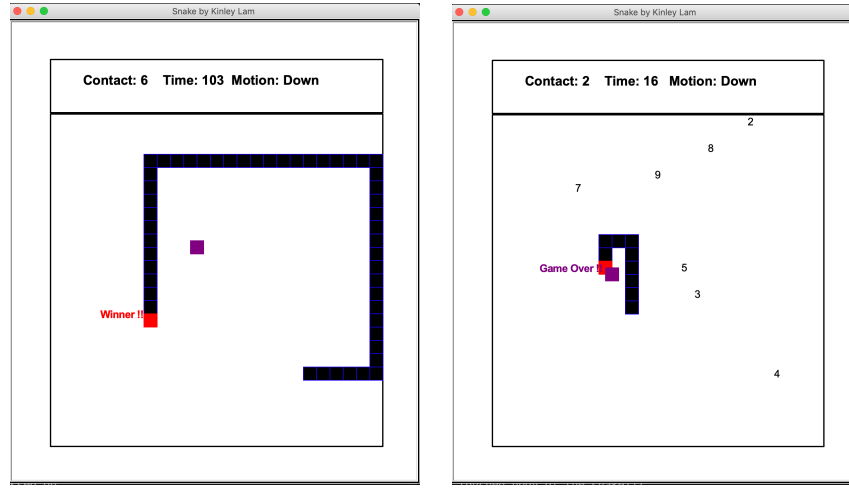 Snake by Kinley Lam
Contact: 6 Time: 103 Motion: Down
Winner !!
Snake by Kinley Lam
Contact: 2 Time: 16 Motion: Down
2
8
9
7
Game Over !
5
3
4